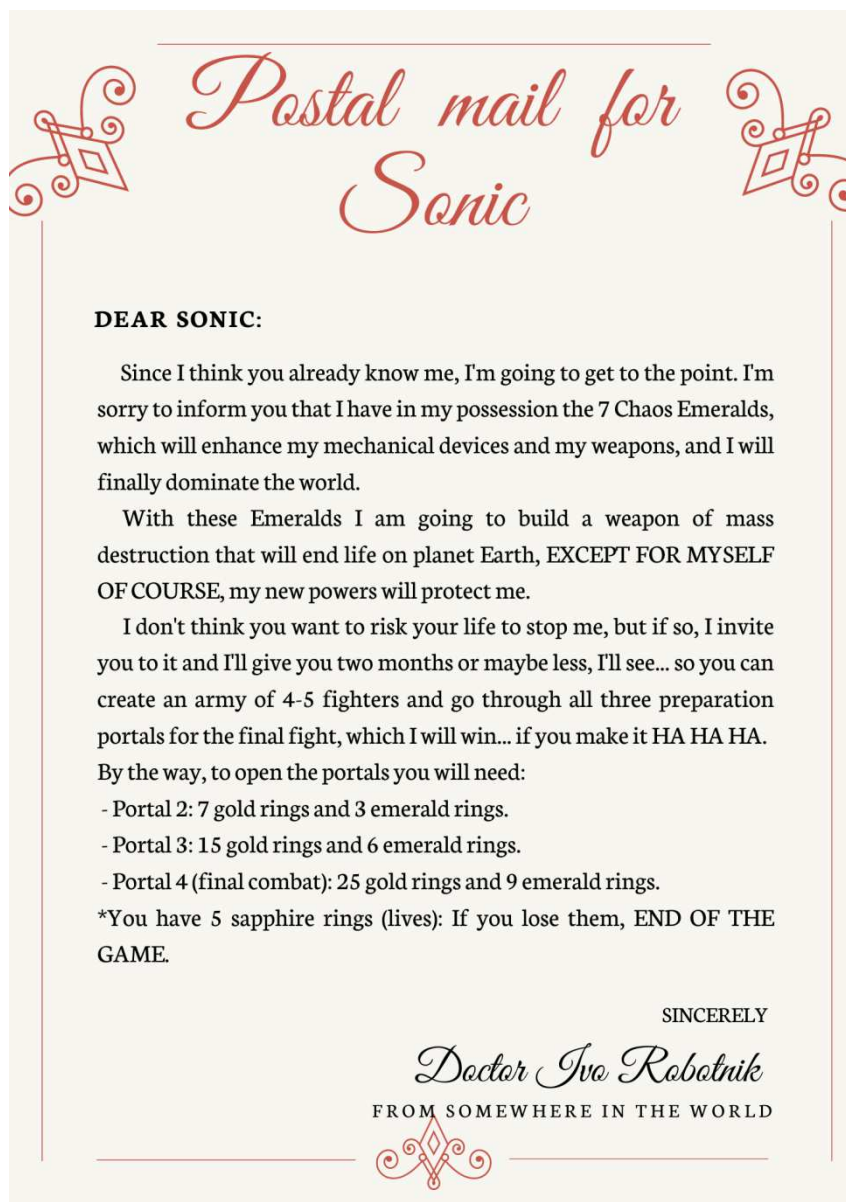 Postal mail for
Sonic
DEAR SONIC:
Since I think you already know me, I'm going to get to the point. I'm
sorry to inform you that I have in my possession the 7 Chaos Emeralds,
which will enhance my mechanical devices and my weapons, and I will
finally dominate the world.
With these Emeralds I am going to build a weapon of mass
destruction that will end life on planet Earth, EXCEPT FOR MYSELF
OF COURSE, my new powers will protect me.
I don't think you want to risk your life to stop me, but if so, I invite
you to it and I'll give you two months or maybe less, I'll see... so you can
create an army of 4-5 fighters and go through all three preparation
portals for the final fight, which I will win... if you make it HA HA HA.
By the way, to open the portals you will need:
- Portal 2: 7 gold rings and 3 emerald rings.
- Portal 3: 15 gold rings and 6 emerald rings.
- Portal 4 (final combat): 25 gold rings and 9 emerald rings.
*You have 5 sapphire rings (lives): If you lose them, END OF THE
GAME.
SINCERELY
Doctor Ivo Robotnik
FROM SOMEWHERE IN THE WORLD